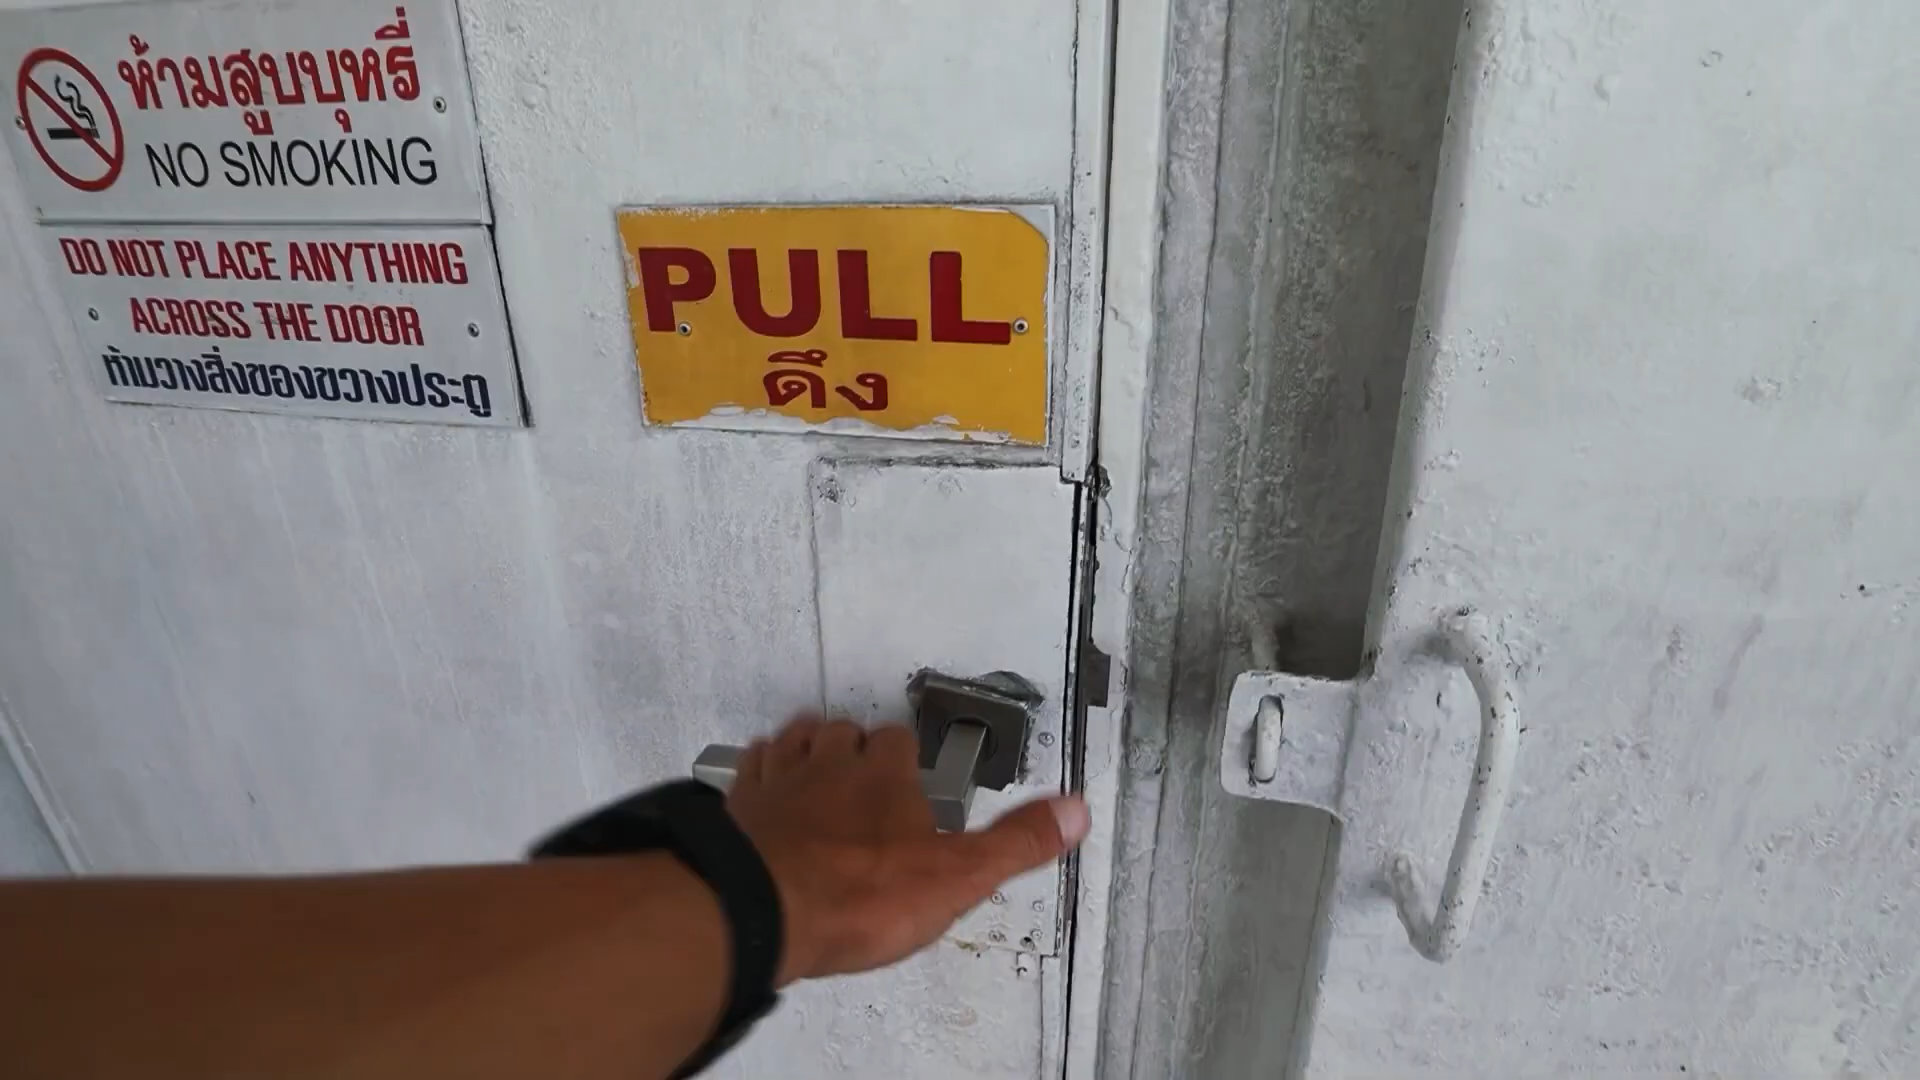 ห้ามสูบบุหรี่
NO SMOKING
DO NOT PLACE ANYTHING
ACROSS THE DOOR
ห้ามวางสิ่งของขวางประตู
PULL
ดึง